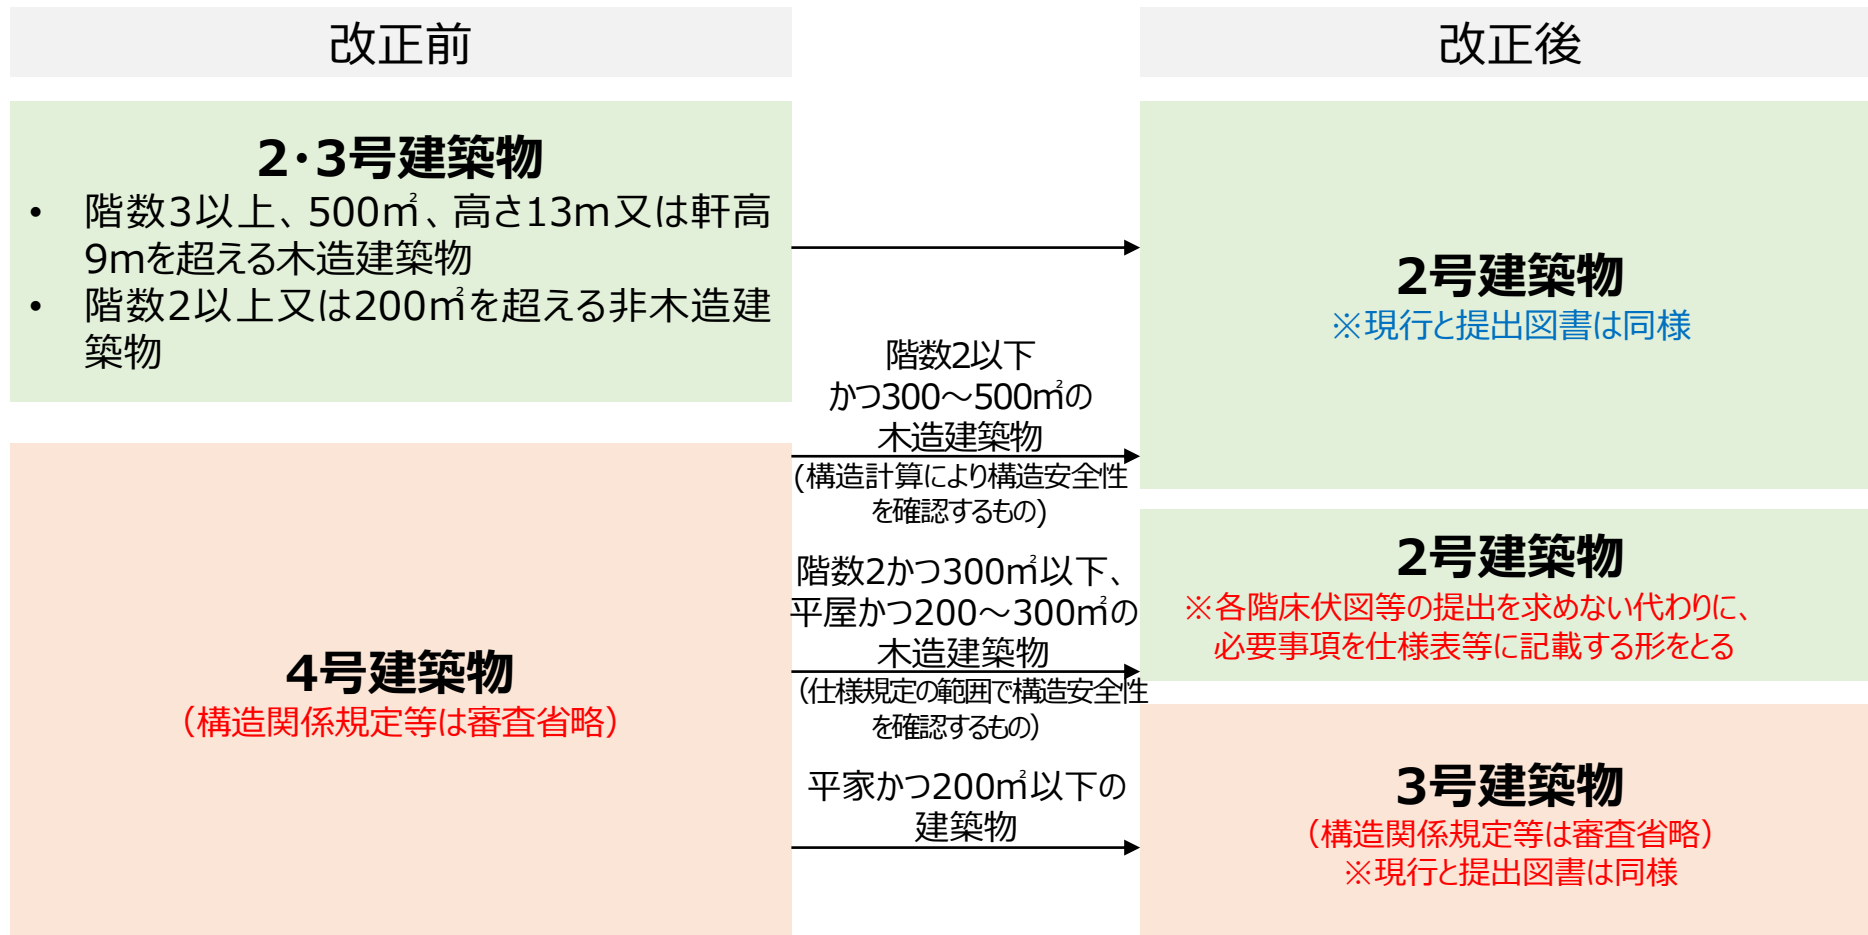 改正前
改正後
2・3号建築物
• 階数3以上、500㎡、高さ13m又は軒高
9mを超える木造建築物
• 階数2以上又は200㎡を超える非木造建
築物
4号建築物
（構造関係規定等は審査省略）
階数2以下
かつ300～500㎡の
木造建築物
(構造計算により構造安全性
を確認するもの)
階数2かつ300㎡以下、
平屋かつ200～300㎡の
木造建築物
（仕様規定の範囲で構造安全性
を確認するもの）
平家かつ200㎡以下の
建築物
2号建築物
※現行と提出図書は同様
2号建築物
※各階床伏図等の提出を求めない代わりに、
必要事項を仕様表等に記載する形をとる
3号建築物
（構造関係規定等は審査省略）
※現行と提出図書は同様